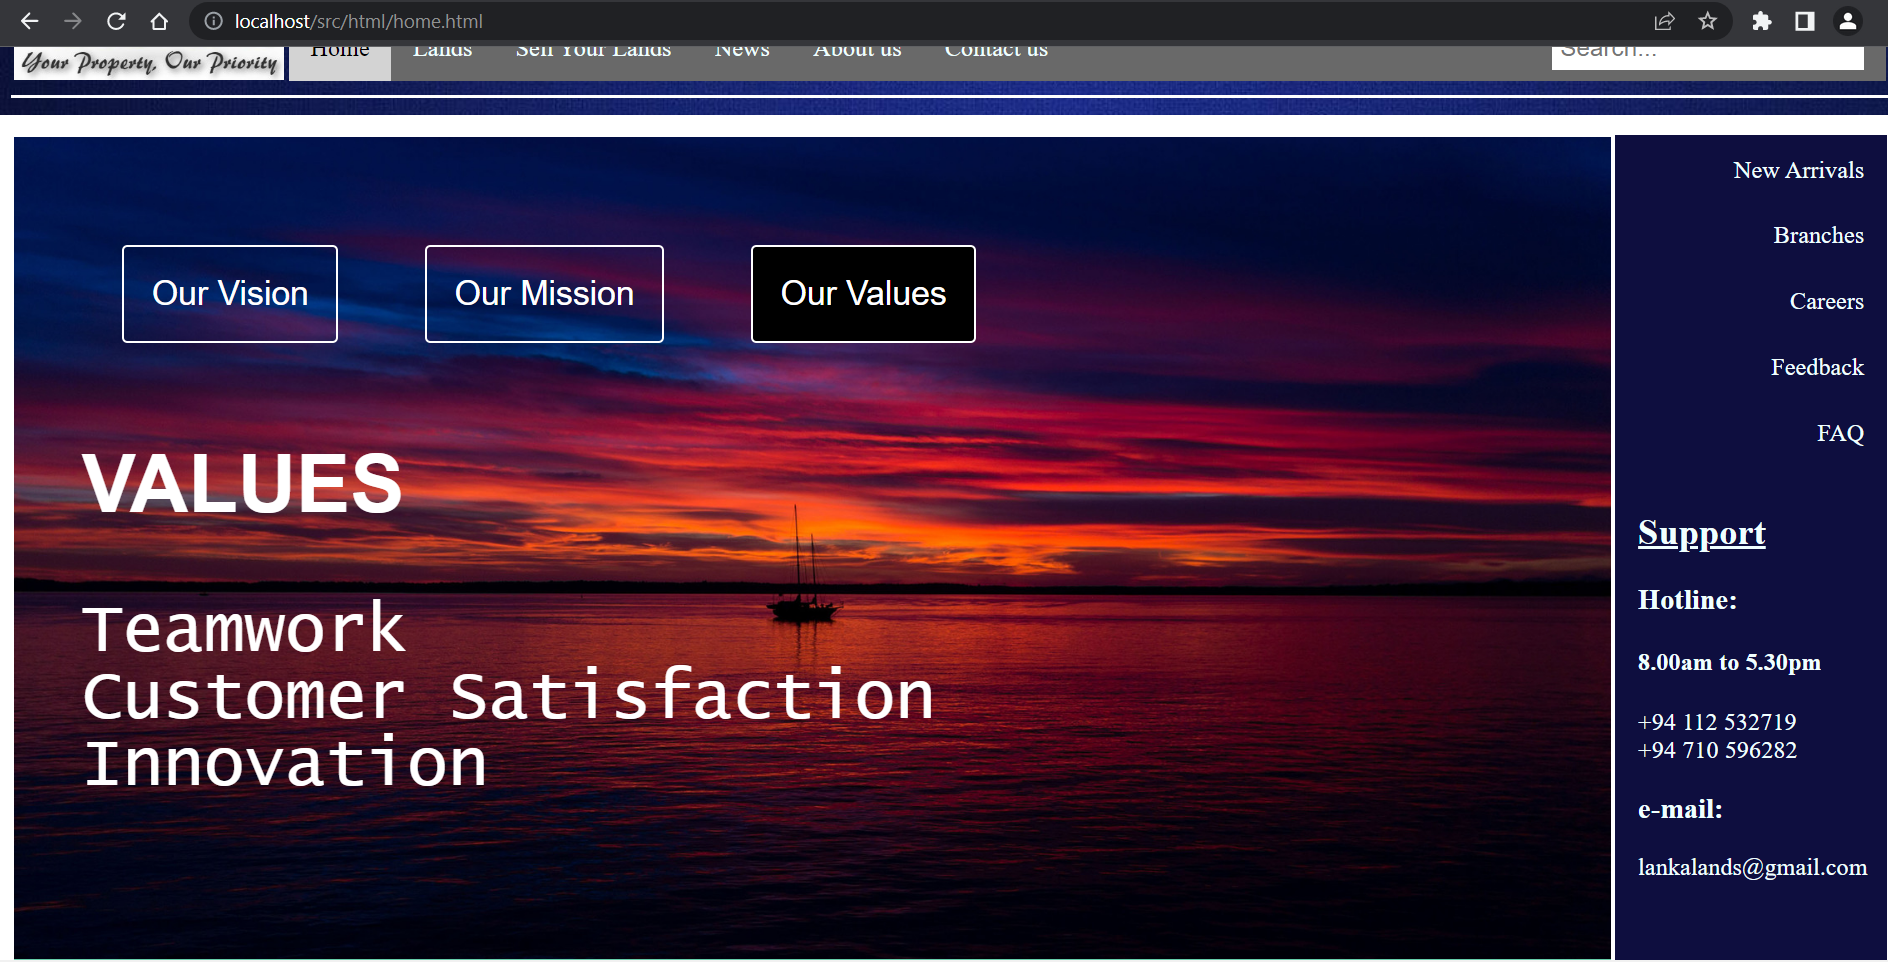 localhost/src/html/home.html
Your Property, Our Priority
Home Lands Sell Your Lands News About us Contact us Search...
New Arrivals
Branches
Careers
Feedback
FAQ
Our Vision Our Mission Our Values
VALUES
Teamwork
Customer Satisfaction
Innovation
Support
Hotline:
8.00am to 5.30pm
+94 112 532719
+94 710 596282
e-mail:
lankalands@gmail.com